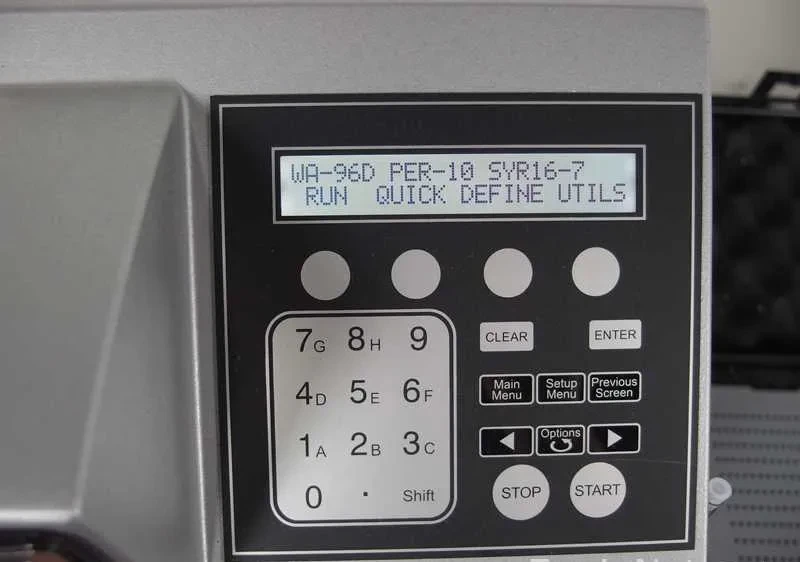 WA-96D PER-10 SYR16-7
RUN QUICK DEFINE UTILS
7G 8H 9
CLEAR
ENTER
4D 5E 6F
Main Menu
Setup Menu
Previous Screen
1A 2B 3C
Options
0 . Shift
STOP
START